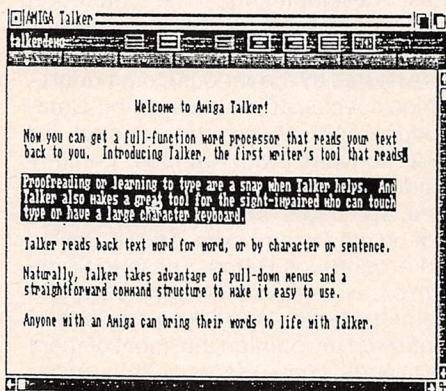 AMIGA Talker
talkerdemo
Welcome to Amiga Talker!
Now you can get a full-function word processor that reads your text
back to you. Introducing Talker, the first writer's tool that reads!
Proofreading or learning to type are a snap when Talker helps. And
Talker also makes a great tool for the sight-impaired who can touch
type or have a large character keyboard.
Talker reads back text word for word, or by character or sentence.
Naturally, Talker takes advantage of pull-down menus and a
straightforward command structure to make it easy to use.
Anyone with an Amiga can bring their words to life with Talker.